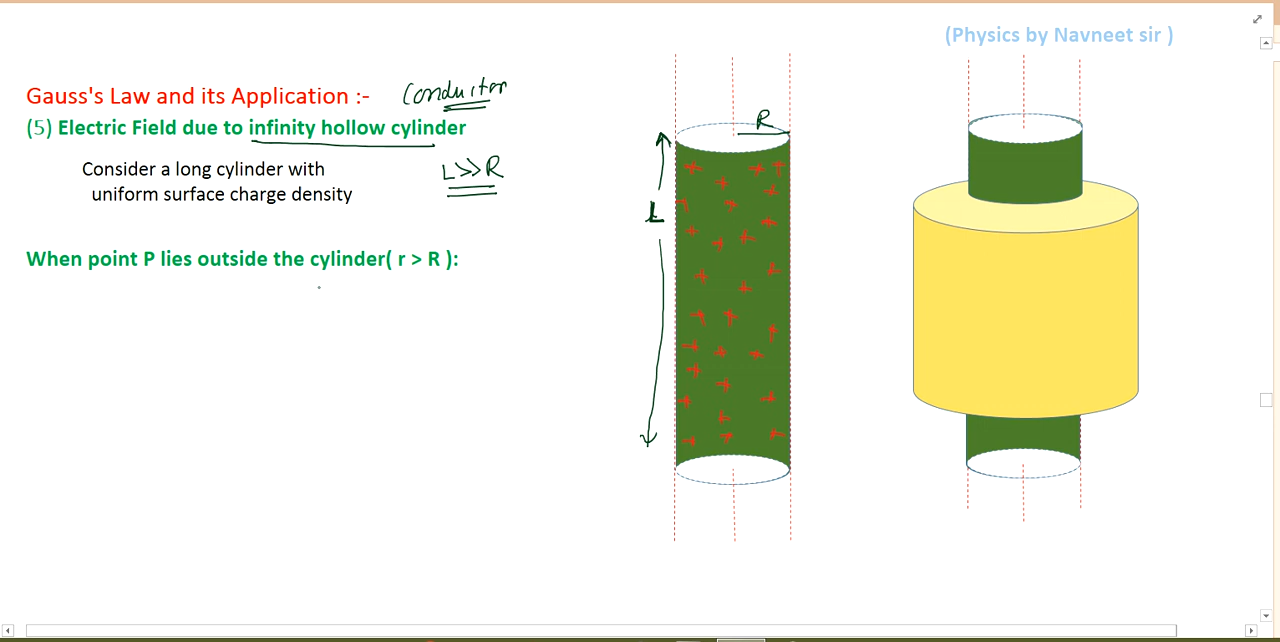 (Physics by Navneet sir )
Gauss's Law and its Application :- Conductor
(5) Electric Field due to infinity hollow cylinder
Consider a long cylinder with
uniform surface charge density
L>>R
When point P lies outside the cylinder( r > R ):
R
L